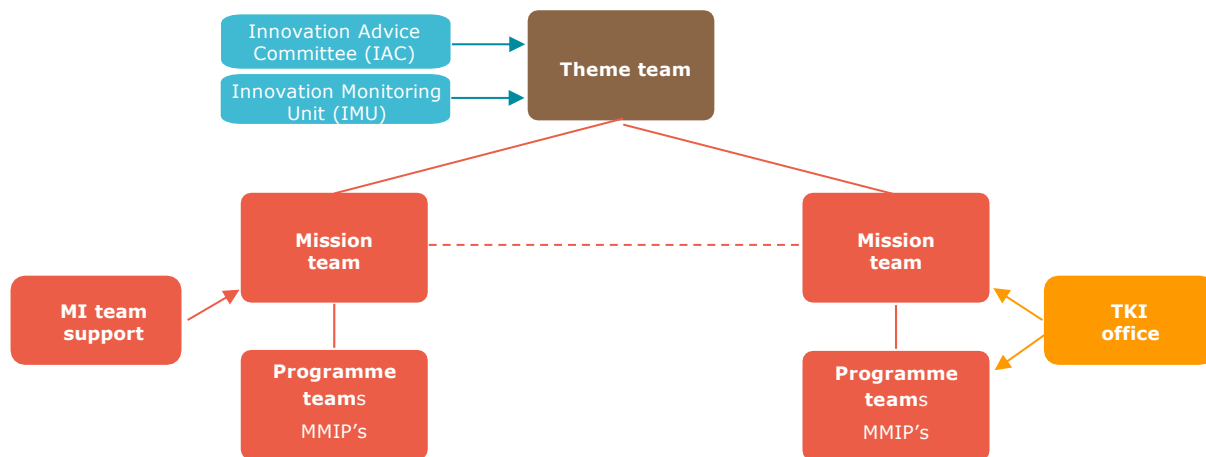 Innovation Advice
Committee (IAC)
Theme team
Innovation Monitoring
Unit (IMU)
Mission
team
Mission
team
MI team
support
TKI
office
Programme
teams
MMIP’s
Programme
teams
MMIP’s